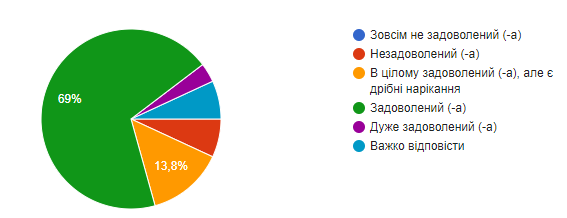 69%
13,8%
Зовсім не задоволений (-а)
Незадоволений (-а)
В цілому задоволений (-а), але є
дрібні нарікання
Задоволений (-а)
Дуже задоволений (-а)
Важко відповісти